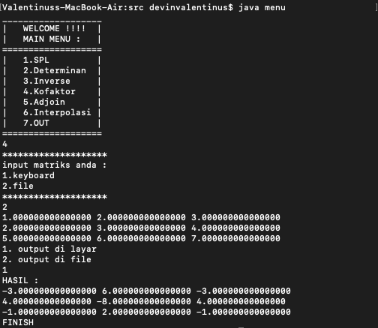 Valentinuss-MacBook-Air:src devinvalentinus$ java menu
-------------------
|   WELCOME !!!!  |
|   MAIN MENU :   |
===================
|   1.SPL         |
|   2.Determinan  |
|   3.Inverse     |
|   4.Kofaktor    |
|   5.Adjoin      |
|   6.Interpolasi |
|   7.OUT         |
===================
4
********************
input matriks anda :
1.keyboard
2.file
********************
2
1.000000000000000 2.000000000000000 3.000000000000000
2.000000000000000 3.000000000000000 4.000000000000000
5.000000000000000 6.000000000000000 7.000000000000000
1. output di layar
2. output di file
1
HASIL :
-3.000000000000000 6.000000000000000 -3.000000000000000
4.000000000000000 -8.000000000000000 4.000000000000000
-1.000000000000000 2.000000000000000 -1.000000000000000
FINISH